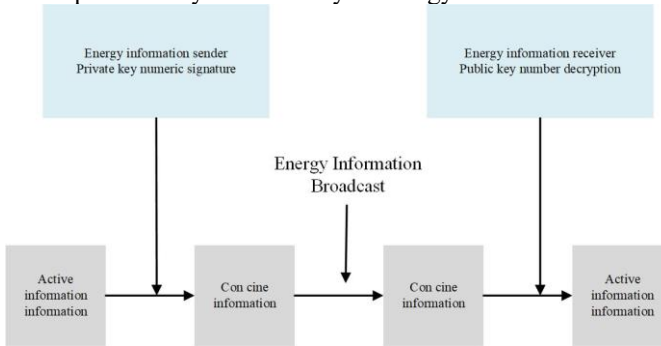 Energy information sender
Private key numeric signature
Energy information receiver
Public key number decryption
Energy Information
Broadcast
Active
information
information
Con cine
information
Con cine
information
Active
information
information